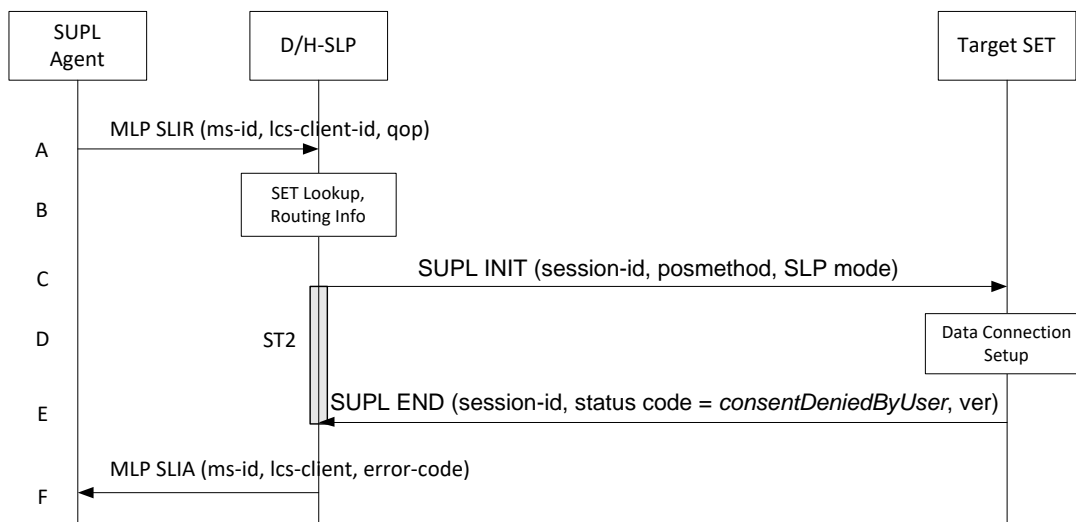 SUPL
Agent
D/H-SLP
Target SET
MLP SLIR (ms-id, lcs-client-id, qop)
A
SET Lookup,
Routing Info
B
SUPL INIT (session-id, posmethod, SLP mode)
C
Data Connection
Setup
D
ST2
SUPL END (session-id, status code = consentDeniedByUser, ver)
E
MLP SLIA (ms-id, lcs-client, error-code)
F